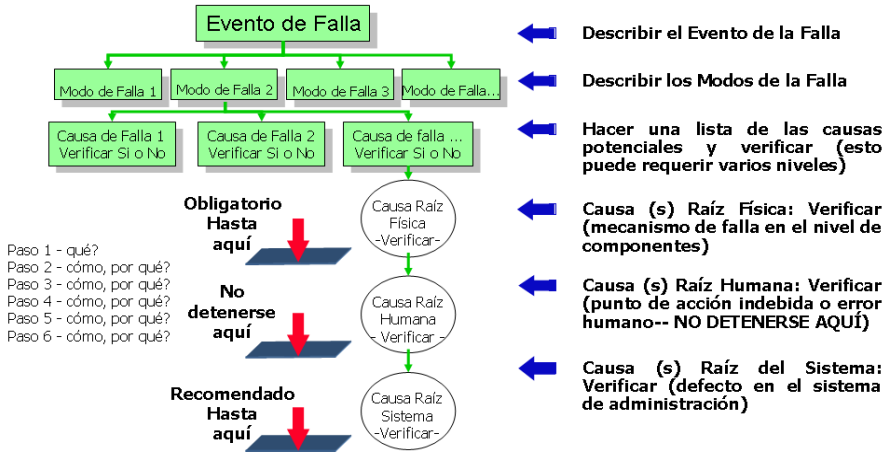 Evento de Falla
Describir el Evento de la Falla
Modo de Falla 1
Modo de Falla 2
Modo de Falla 3
Modo de Falla...
Describir los Modos de la Falla
Causa de Falla 1
Verificar Si o No
Causa de Falla 2
Verificar Si o No
Causa de falla ...
Verificar Si o No
Hacer una lista de las causas
potenciales y verificar (esto
puede requerir varios niveles)
Obligatorio
Hasta
aquí
Causa Raíz
Física
-Verificar-
Causa (s) Raíz Física: Verificar
(mecanismo de falla en el nivel de
componentes)
Paso 1 - qué?
Paso 2 - cómo, por qué?
Paso 3 - cómo, por qué?
Paso 4 - cómo, por qué?
Paso 5 - cómo, por qué?
Paso 6 - cómo, por qué?
No
detenerse
aquí
Causa Raíz
Humana
- Verificar -
Causa (s) Raíz Humana: Verificar
(punto de acción indebida o error
humano-- NO DETENERSE AQUÍ)
Recomendado
Hasta
aquí
Causa Raíz
Sistema
-Verificar-
Causa (s) Raíz del Sistema:
Verificar (defecto en el sistema
de administración)